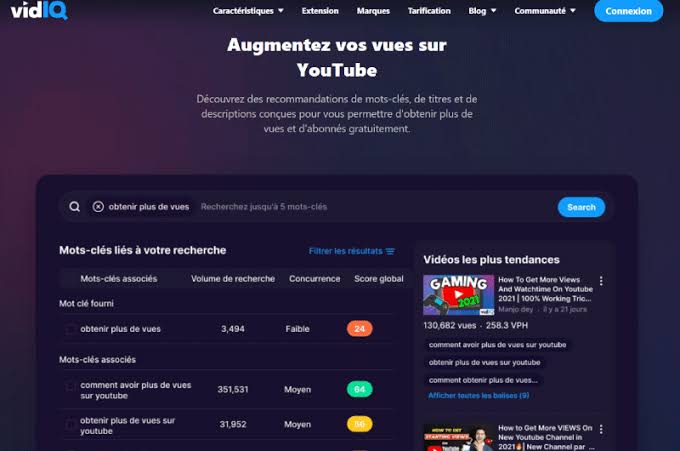 vidIQ
Caractéristiques
Extension
Marques
Tarification
Blog
Communauté
Connexion
Augmentez vos vues sur
YouTube
Découvrez des recommandations de mots-clés, de titres et de
descriptions conçues pour vous permettre d'obtenir plus de
vues et d'abonnés gratuitement.
obtenir plus de vues
Recherchez jusqu'à 5 mots-clés
Search
Mots-clés liés à votre recherche
Filtrer les résultats
Mots-clés associés
Volume de recherche
Concurrence
Score global
Mot clé fourni
obtenir plus de vues
3,494
Faible
24
Mots-clés associés
comment avoir plus de vues
sur youtube
351,531
Moyen
64
obtenir plus de vues sur
youtube
31,952
Moyen
50
Vidéos les plus tendances
GAMING
2021
vidIQ
How To Get More Views
And Watchtime On Youtube
2021 | 100% Working Tric...
Manjo dey · il y a 21 jours
130,682 vues · 258.3 VPH
comment avoir plus de vues sur youtube
obtenir plus de vues sur youtube
comment obtenir plus de vues...
Afficher toutes les balises (9)
HOW TO GET
STARTING VIEWS
How to Get More VIEWS On
New Youtube Channel in
2021🔥| New Channel par ...